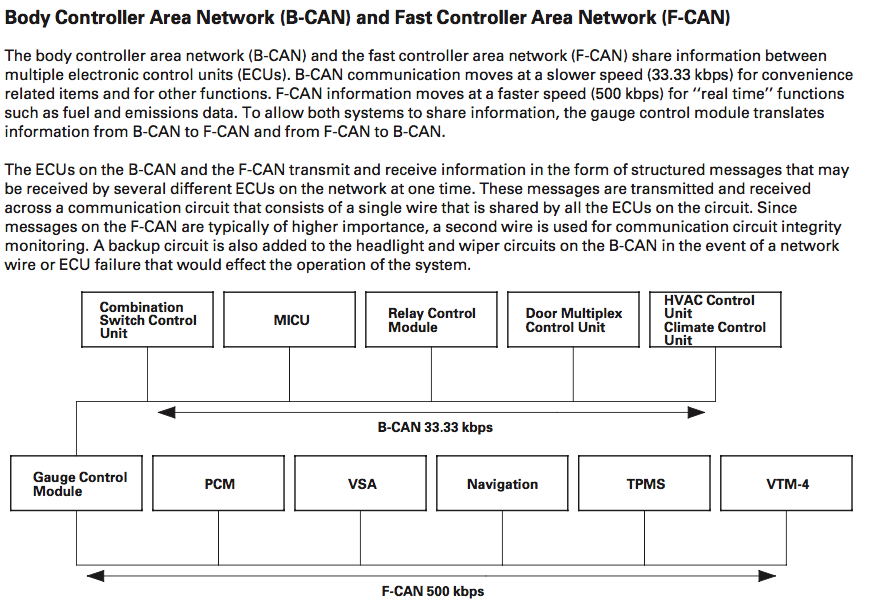 Body Controller Area Network (B-CAN) and Fast Controller Area Network (F-CAN)
The body controller area network (B-CAN) and the fast controller area network (F-CAN) share information between
multiple electronic control units (ECUs). B-CAN communication moves at a slower speed (33.33 kbps) for convenience
related items and for other functions. F-CAN information moves at a faster speed (500 kbps) for ''real time'' functions
such as fuel and emissions data. To allow both systems to share information, the gauge control module translates
information from B-CAN to F-CAN and from F-CAN to B-CAN.
The ECUs on the B-CAN and the F-CAN transmit and receive information in the form of structured messages that may
be received by several different ECUs on the network at one time. These messages are transmitted and received
across a communication circuit that consists of a single wire that is shared by all the ECUs on the circuit. Since
messages on the F-CAN are typically of higher importance, a second wire is used for communication circuit integrity
monitoring. A backup circuit is also added to the headlight and wiper circuits on the B-CAN in the event of a network
wire or ECU failure that would effect the operation of the system.
Combination
Switch Control
Unit
MICU
Relay Control
Module
Door Multiplex
Control Unit
HVAC Control
Unit
Climate Control
Unit
B-CAN 33.33 kbps
Gauge Control
Module
PCM
VSA
Navigation
TPMS
VTM-4
F-CAN 500 kbps